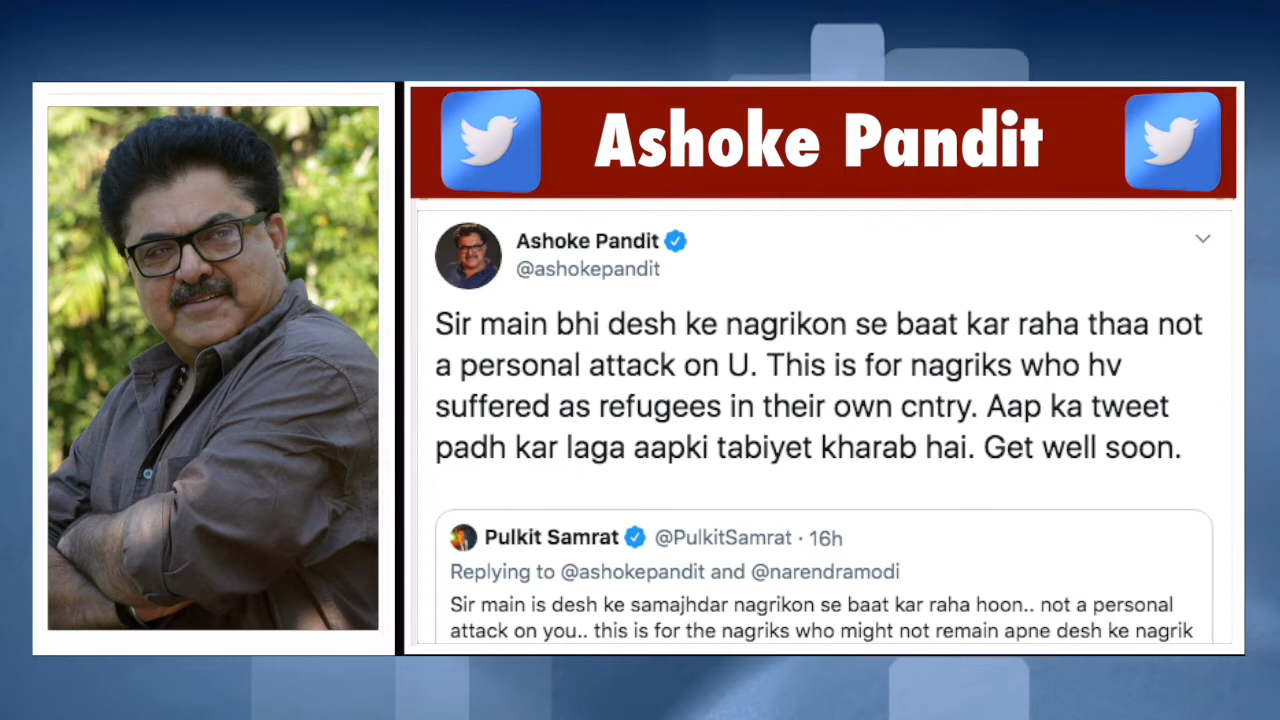 Ashoke Pandit
Ashoke Pandit
@ashokepandit
Sir main bhi desh ke nagrikon se baat kar raha thaa not
a personal attack on U. This is for nagriks who hv
suffered as refugees in their own cntry. Aap ka tweet
padh kar laga aapki tabiyet kharab hai. Get well soon.
Pulkit Samrat @PulkitSamrat · 16h
Replying to @ashokepandit and @narendramodi
Sir main is desh ke samajhdar nagrikon se baat kar raha hoon.. not a personal
attack on you.. this is for the nagriks who might not remain apne desh ke nagrik